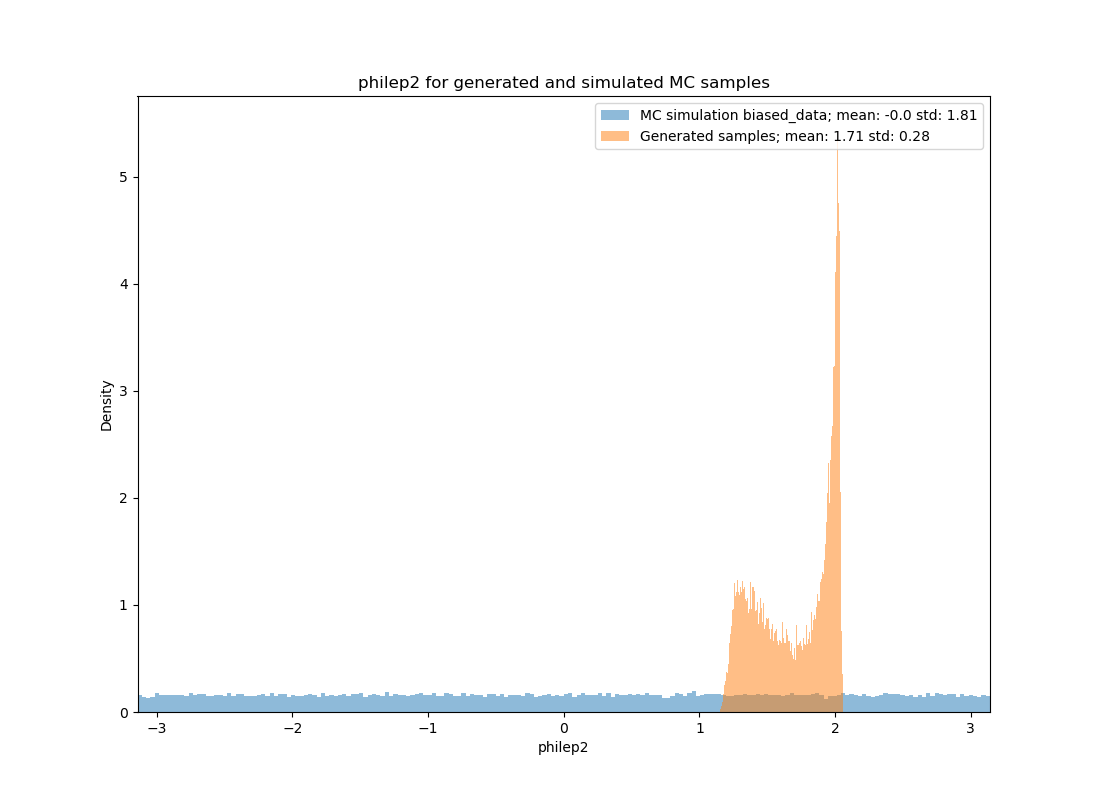 philep2 for generated and simulated MC samples
MC simulation biased_data; mean: -0.0 std: 1.81
Generated samples; mean: 1.71 std: 0.28
Density
5
4
3
2
1
0
−3
−2
−1
0
1
2
3
philep2